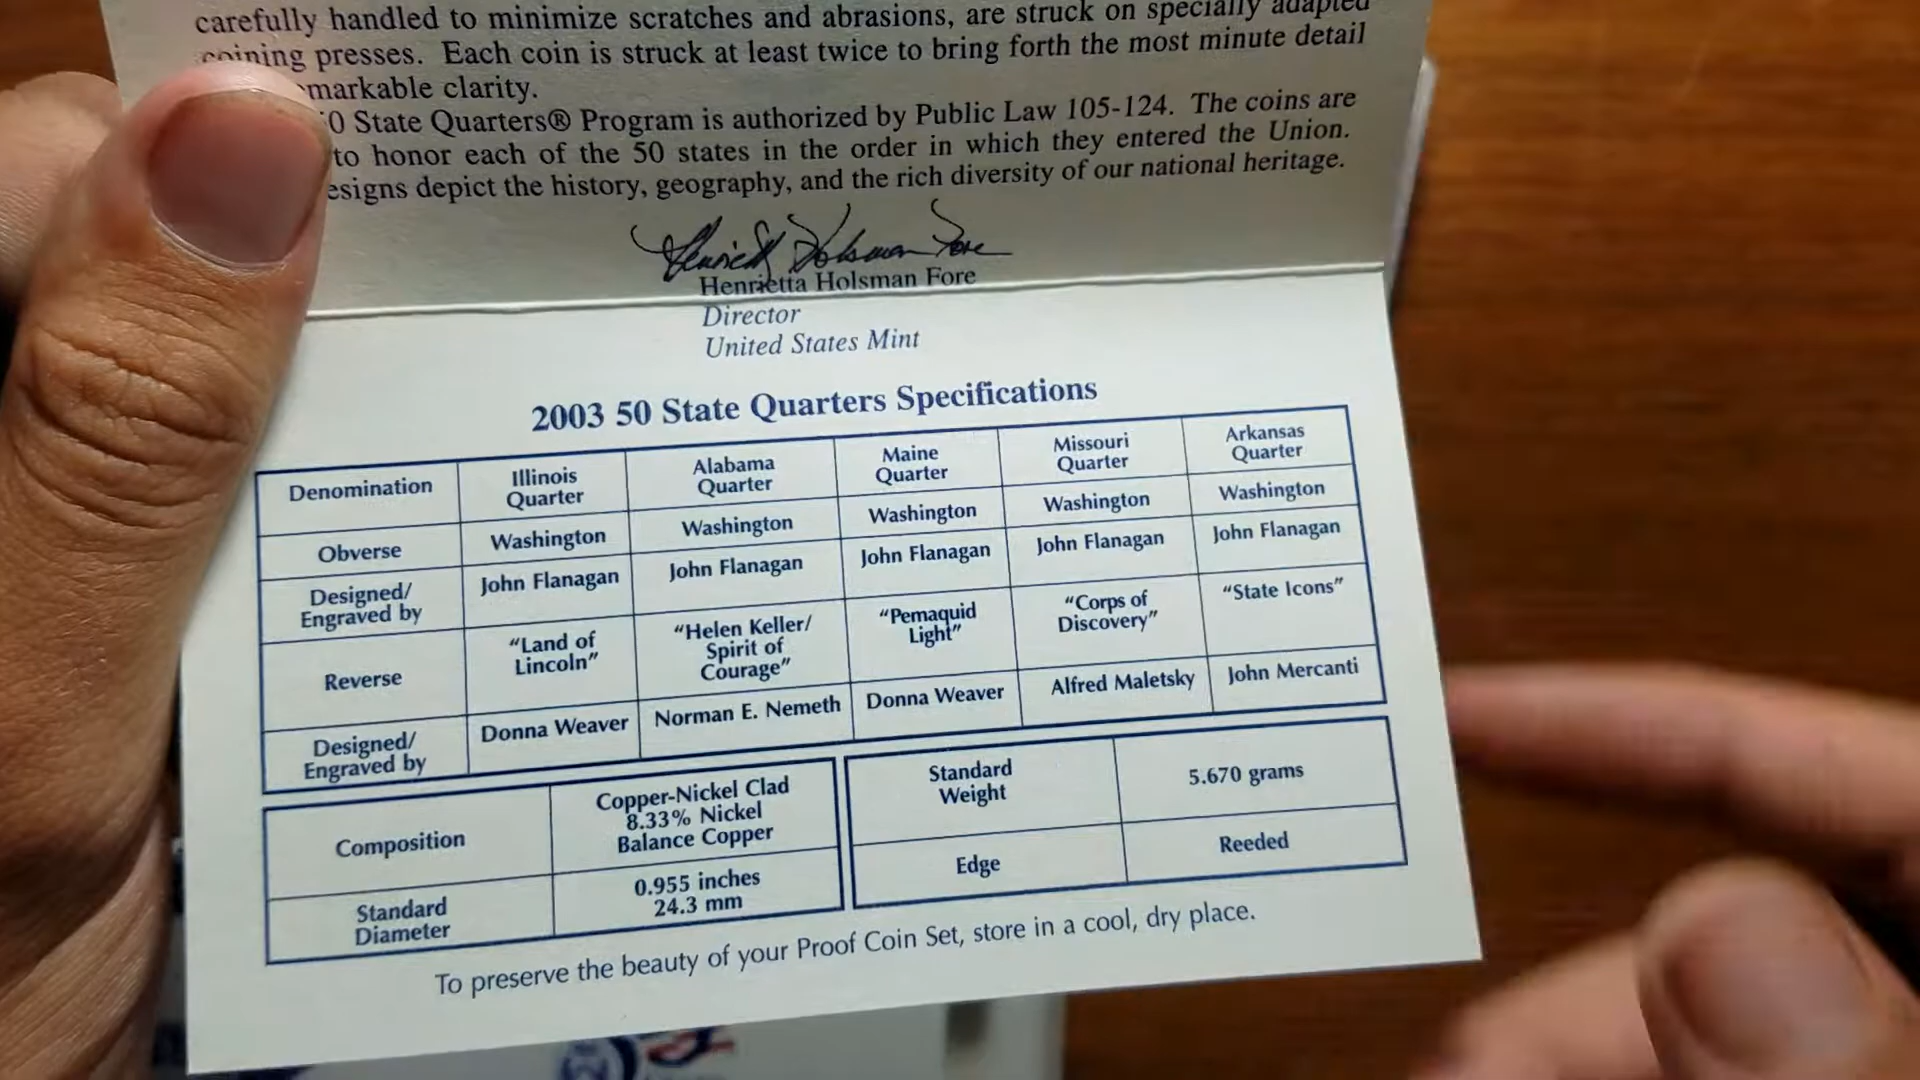 carefully handled to minimize scratches and abrasions, are struck on specially adapted
coining presses. Each coin is struck at least twice to bring forth the most minute detail
markable clarity.
0 State Quarters® Program is authorized by Public Law 105-124. The coins are
to honor each of the 50 states in the order in which they entered the Union.
esigns depict the history, geography, and the rich diversity of our national heritage.
Henrietta Holsman Fore
Henrietta Holsman Fore
Director
United States Mint
2003 50 State Quarters Specifications
Denomination Illinois Quarter Alabama Quarter Maine Quarter Missouri Quarter Arkansas Quarter
Obverse Washington Washington Washington Washington Washington
Designed/ Engraved by John Flanagan John Flanagan John Flanagan John Flanagan John Flanagan
Reverse “Land of Lincoln” “Helen Keller/ Spirit of Courage” “Pemaquid Light” “Corps of Discovery” “State Icons”
Designed/ Engraved by Donna Weaver Norman E. Nemeth Donna Weaver Alfred Maletsky John Mercanti
Composition Copper-Nickel Clad 8.33% Nickel Balance Copper
Standard Diameter 0.955 inches 24.3 mm
Standard Weight 5.670 grams
Edge Reeded
To preserve the beauty of your Proof Coin Set, store in a cool, dry place.